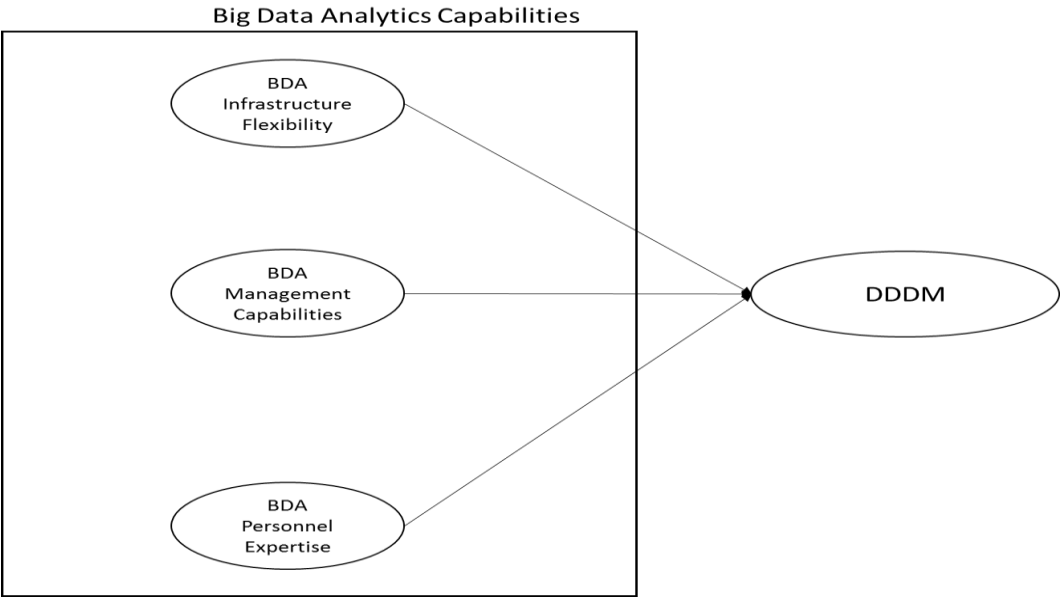 Big Data Analytics Capabilities
BDA
Infrastructure
Flexibility
BDA
Management
Capabilities
DDDM
BDA
Personnel
Expertise